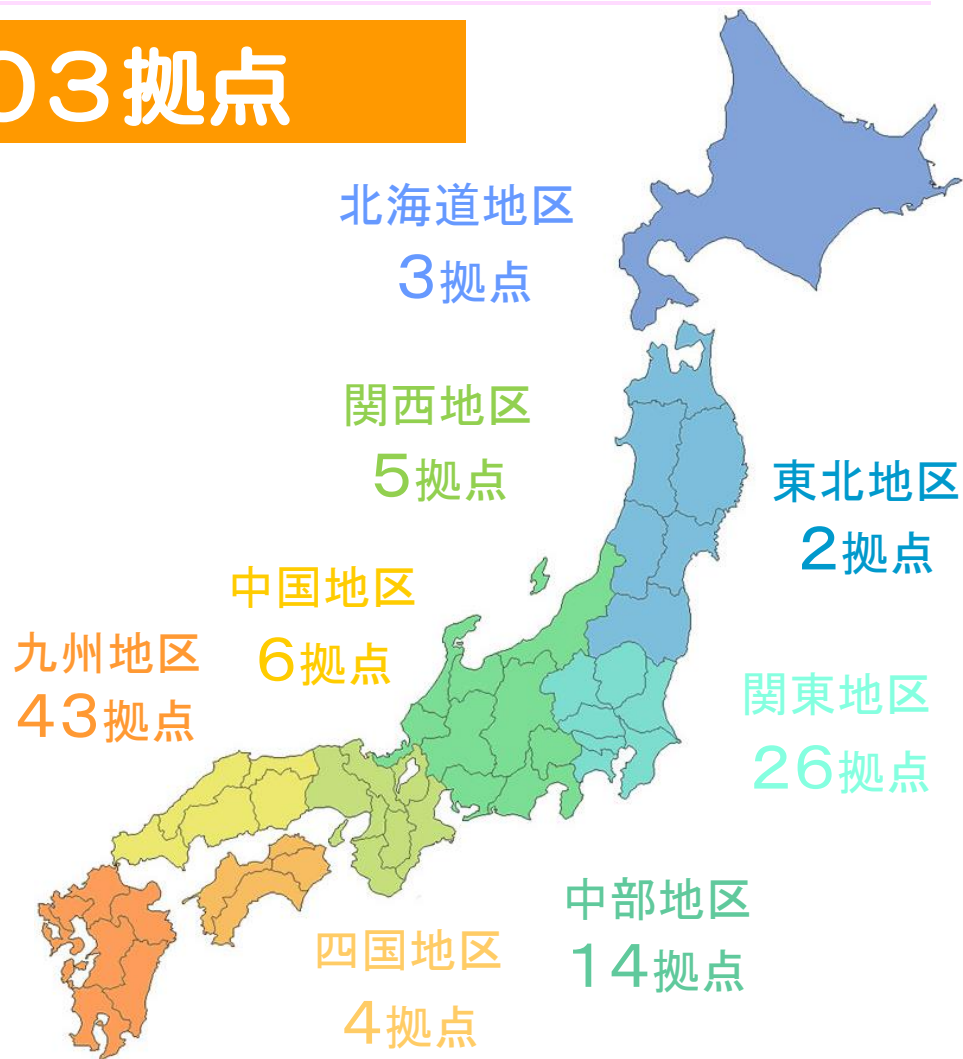 03拠点
北海道地区
3拠点
関西地区
5拠点
東北地区
2拠点
中国地区
6拠点
九州地区
43拠点
関東地区
26拠点
中部地区
14拠点
四国地区
4拠点